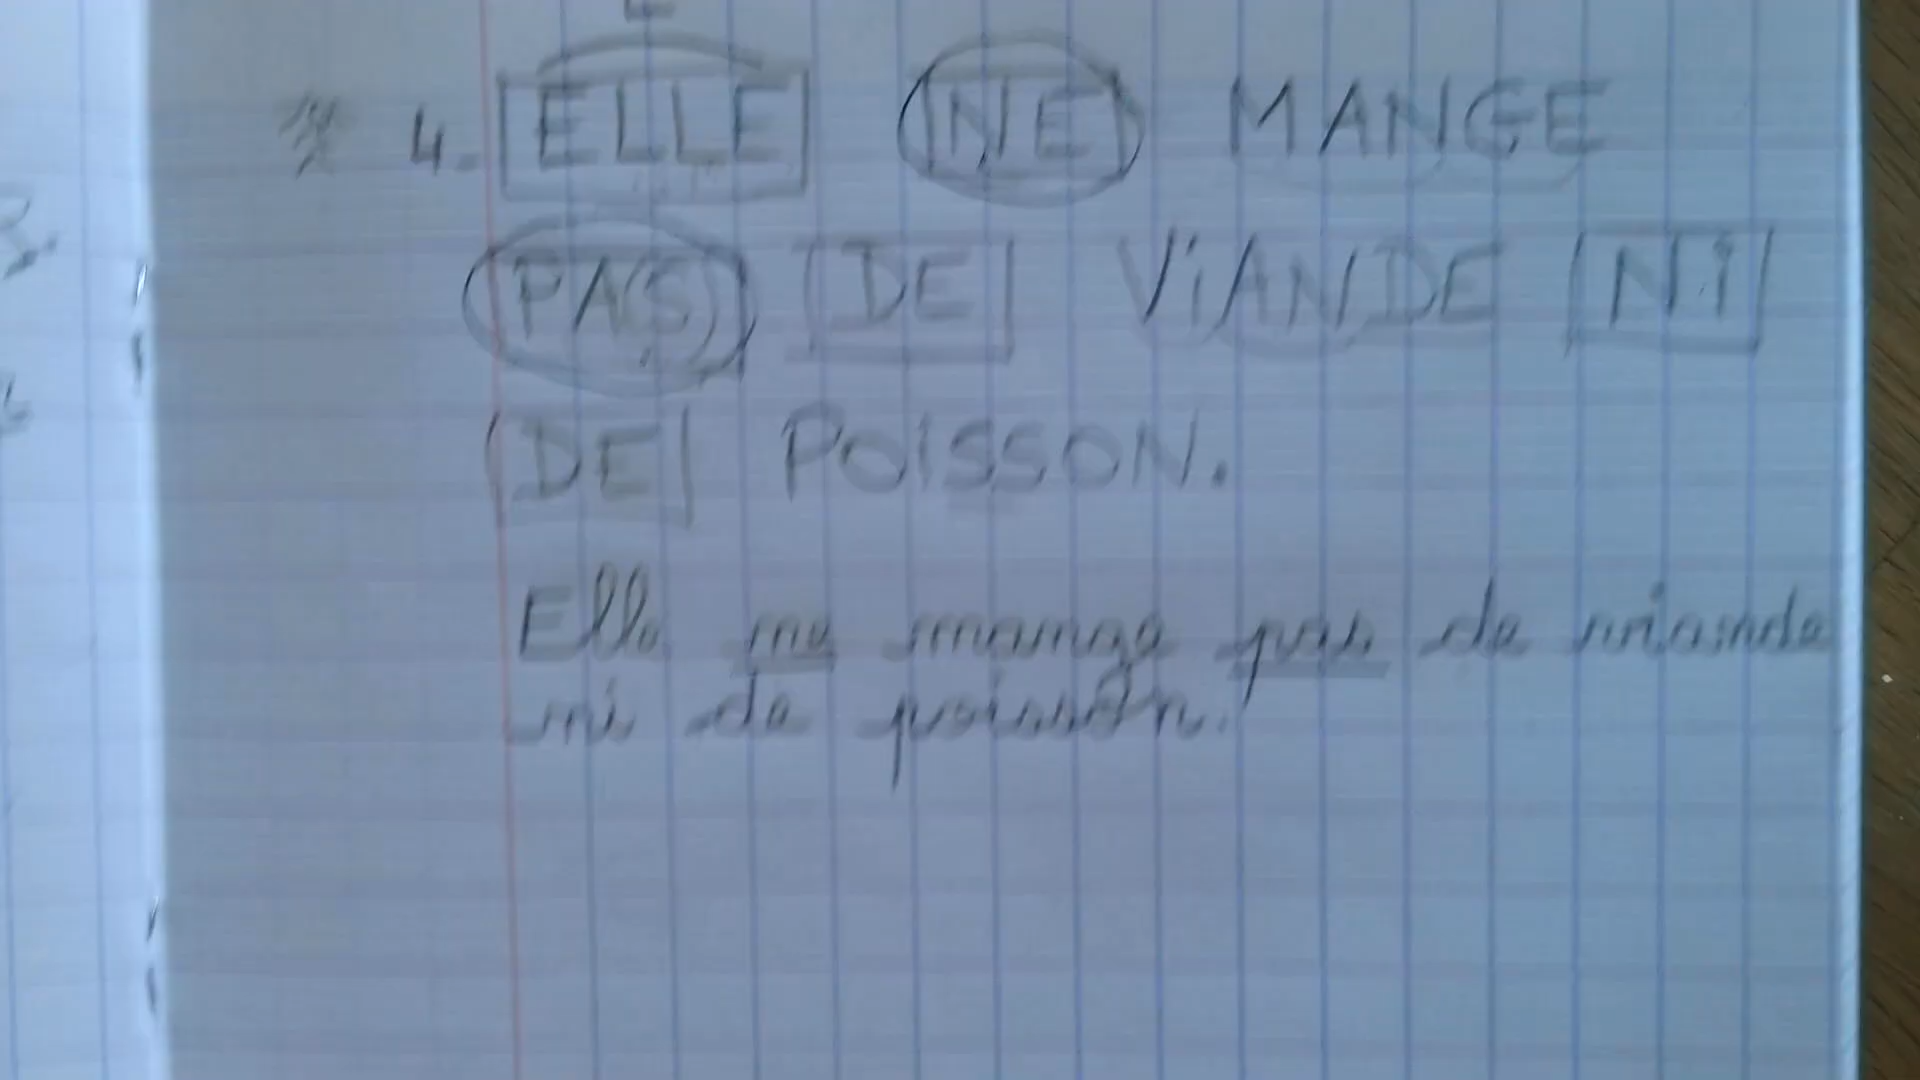 4. ELLE NE MANGE
PAS DE ViANDE Ni
DE POiSSON.
Elle ne mange pas de viande
ni de poisson.